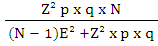 Z² p x q x N
(N − 1)E² +Z² x p x q